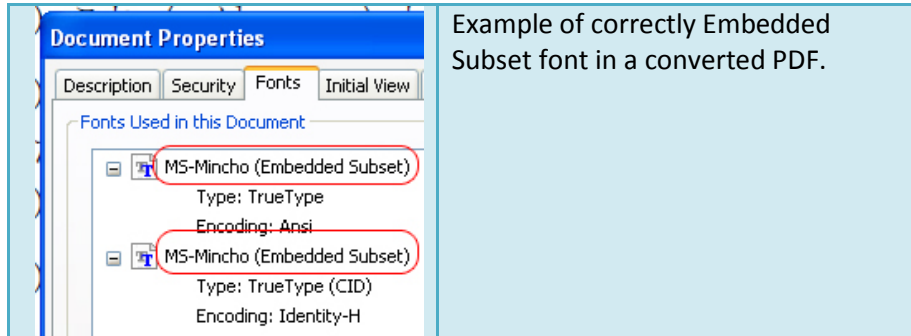 Document Properties
Description Security Fonts Initial View
Fonts Used in this Document
MS-Mincho (Embedded Subset)
Type: TrueType
Encoding: Ansi
MS-Mincho (Embedded Subset)
Type: TrueType (CID)
Encoding: Identity-H
Example of correctly Embedded
Subset font in a converted PDF.